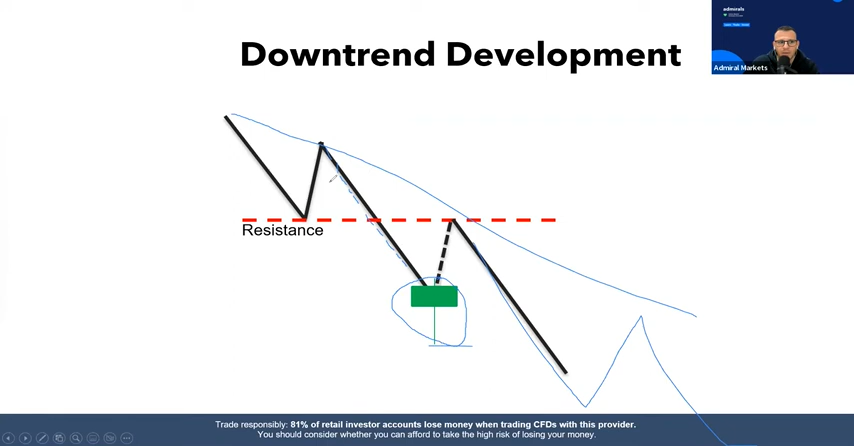 Downtrend Development
admirals
Admiral Markets
Resistance
Trade responsibly: 81% of retail investor accounts lose money when trading CFDs with this provider.
You should consider whether you can afford to take the high risk of losing your money.